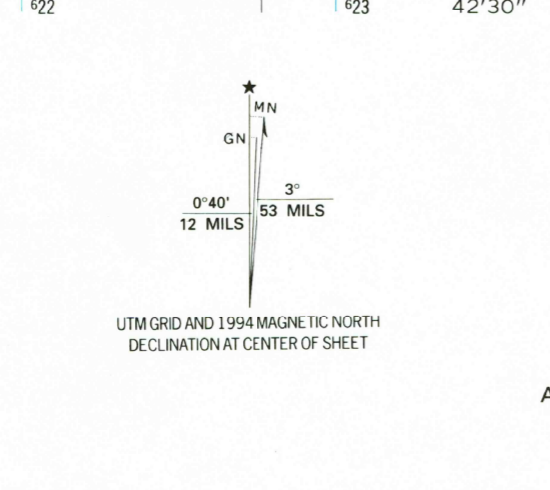 ⁶22 ⁶23 42'30"
★
MN
GN
0°40' 3°
12 MILS 53 MILS
UTM GRID AND 1994 MAGNETIC NORTH
DECLINATION AT CENTER OF SHEET
A